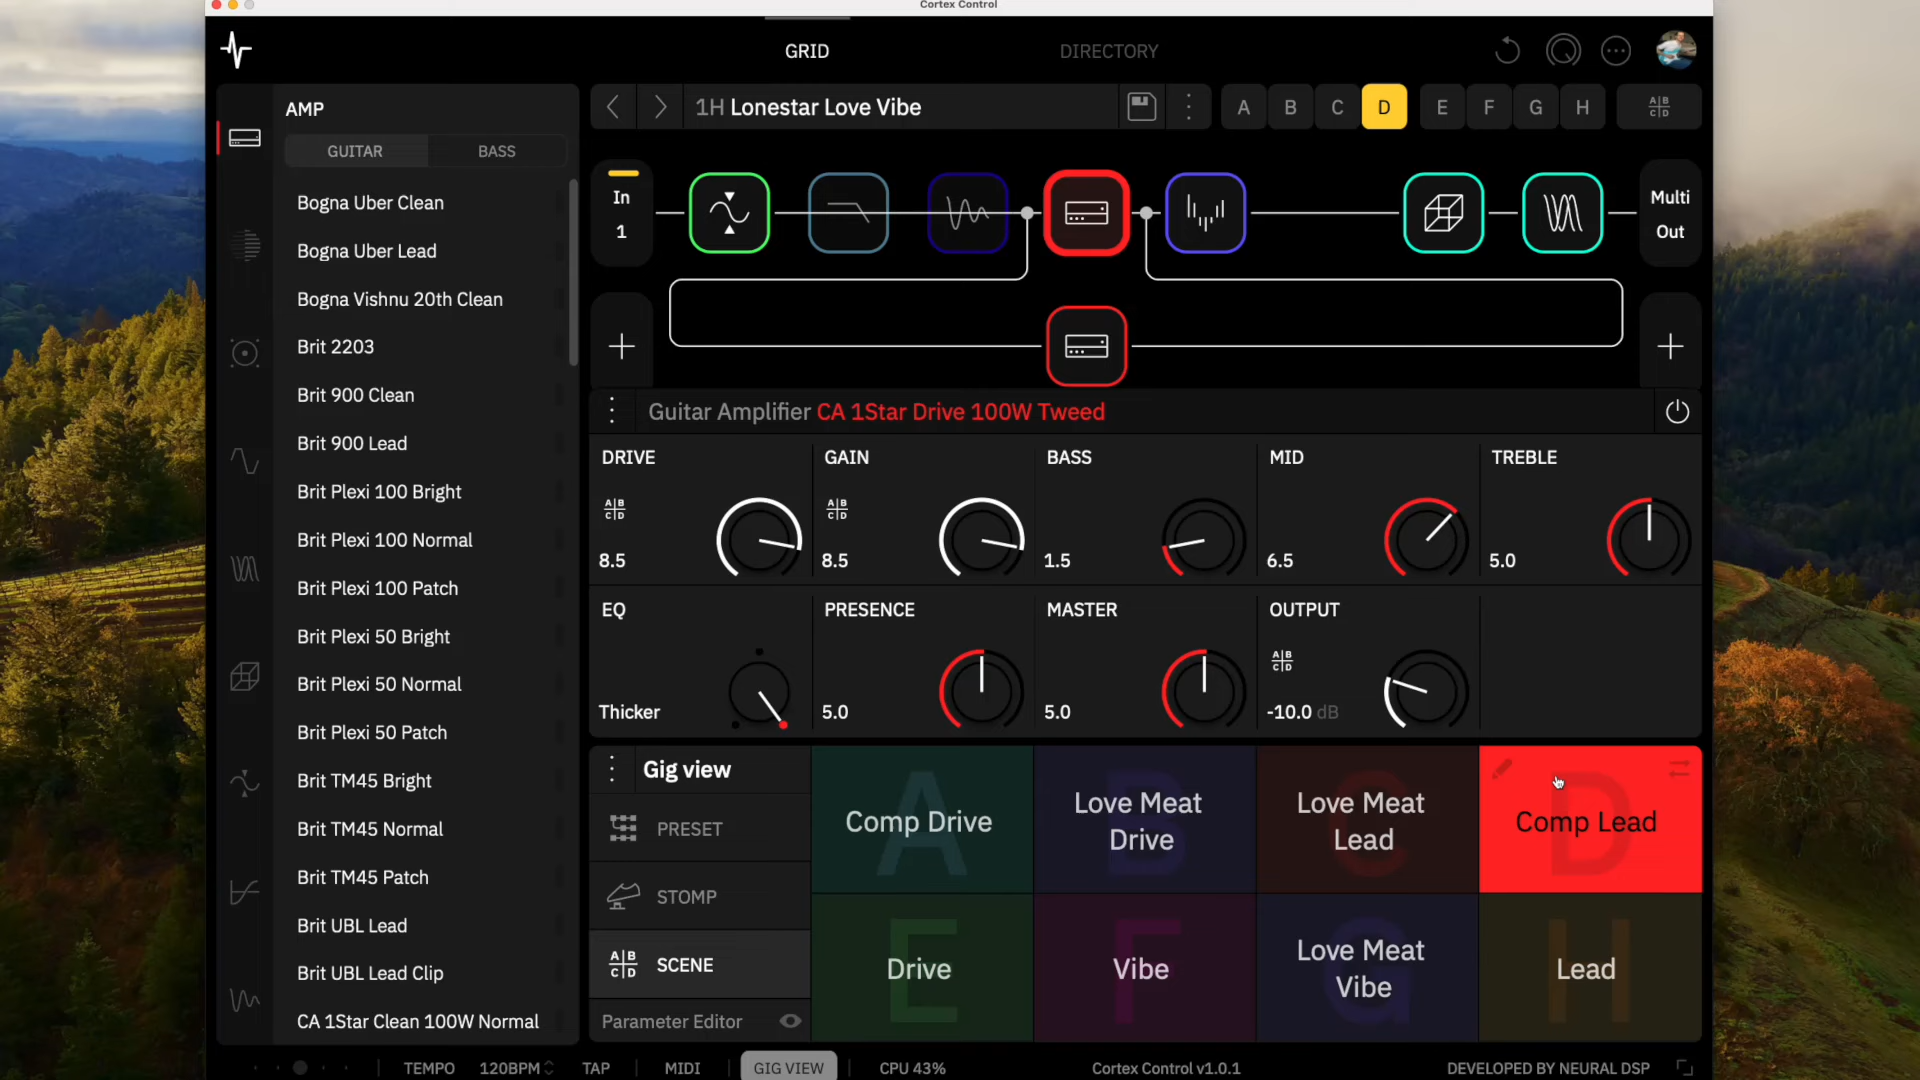 Cortex Control
GRID
DIRECTORY
AMP
GUITAR
BASS
Bogna Uber Clean
Bogna Uber Lead
Bogna Vishnu 20th Clean
Brit 2203
Brit 900 Clean
Brit 900 Lead
Brit Plexi 100 Bright
Brit Plexi 100 Normal
Brit Plexi 100 Patch
Brit Plexi 50 Bright
Brit Plexi 50 Normal
Brit Plexi 50 Patch
Brit TM45 Bright
Brit TM45 Normal
Brit TM45 Patch
Brit UBL Lead
Brit UBL Lead Clip
CA 1Star Clean 100W Normal
1H Lonestar Love Vibe
A B C D E F G H
A B
C D
In
1
Multi
Out
Guitar Amplifier CA 1Star Drive 100W Tweed
DRIVE
A B
C D
8.5
GAIN
A B
C D
8.5
BASS
1.5
MID
6.5
TREBLE
5.0
EQ
Thicker
PRESENCE
5.0
MASTER
5.0
OUTPUT
A B
C D
-10.0 dB
Gig view
PRESET
STOMP
A B
C D
SCENE
Parameter Editor
A
Comp Drive
B
Love Meat
Drive
C
Love Meat
Lead
D
Comp Lead
E
Drive
F
Vibe
G
Love Meat
Vibe
H
Lead
TEMPO
120BPM
TAP
MIDI
GIG VIEW
CPU 43%
Cortex Control v1.0.1
DEVELOPED BY NEURAL DSP